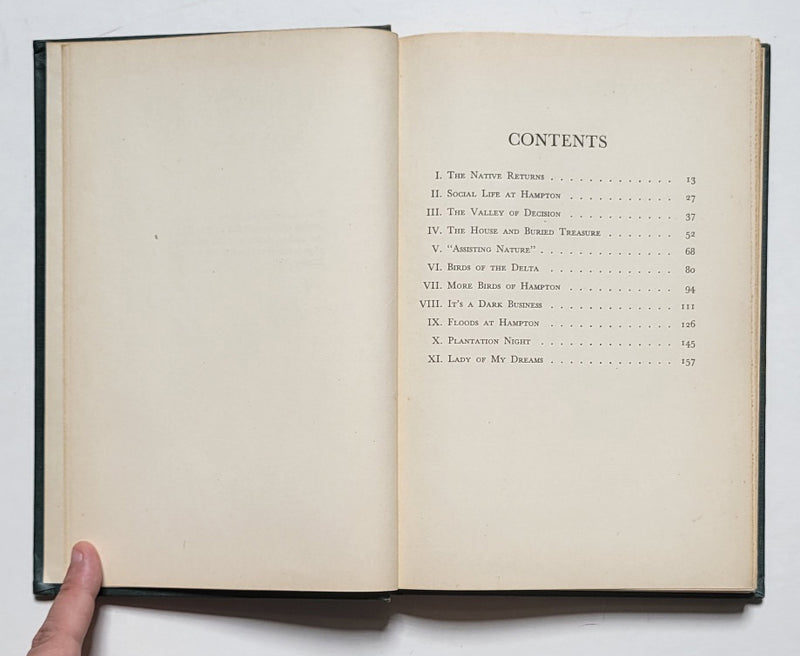 CONTENTS
I. The Native Returns . . . . . . . . . . . . . 13
II. Social Life at Hampton . . . . . . . . . . . 27
III. The Valley of Decision . . . . . . . . . . . 37
IV. The House and Buried Treasure . . . . . . . 52
V. "Assisting Nature" . . . . . . . . . . . . . . 68
VI. Birds of the Delta . . . . . . . . . . . . . 80
VII. More Birds of Hampton . . . . . . . . . . . 94
VIII. It's a Dark Business . . . . . . . . . . . . . 111
IX. Floods at Hampton . . . . . . . . . . . . . 126
X. Plantation Night . . . . . . . . . . . . . . 145
XI. Lady of My Dreams . . . . . . . . . . . . . 157